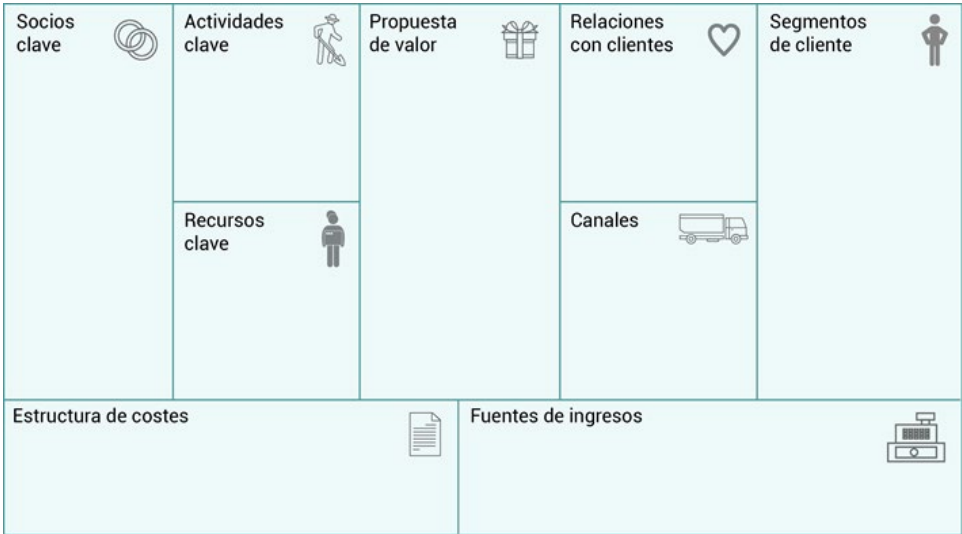 Socios
clave
Actividades
clave
Propuesta
de valor
Relaciones
con clientes
Segmentos
de cliente
Recursos
clave
Canales
Estructura de costes
Fuentes de ingresos